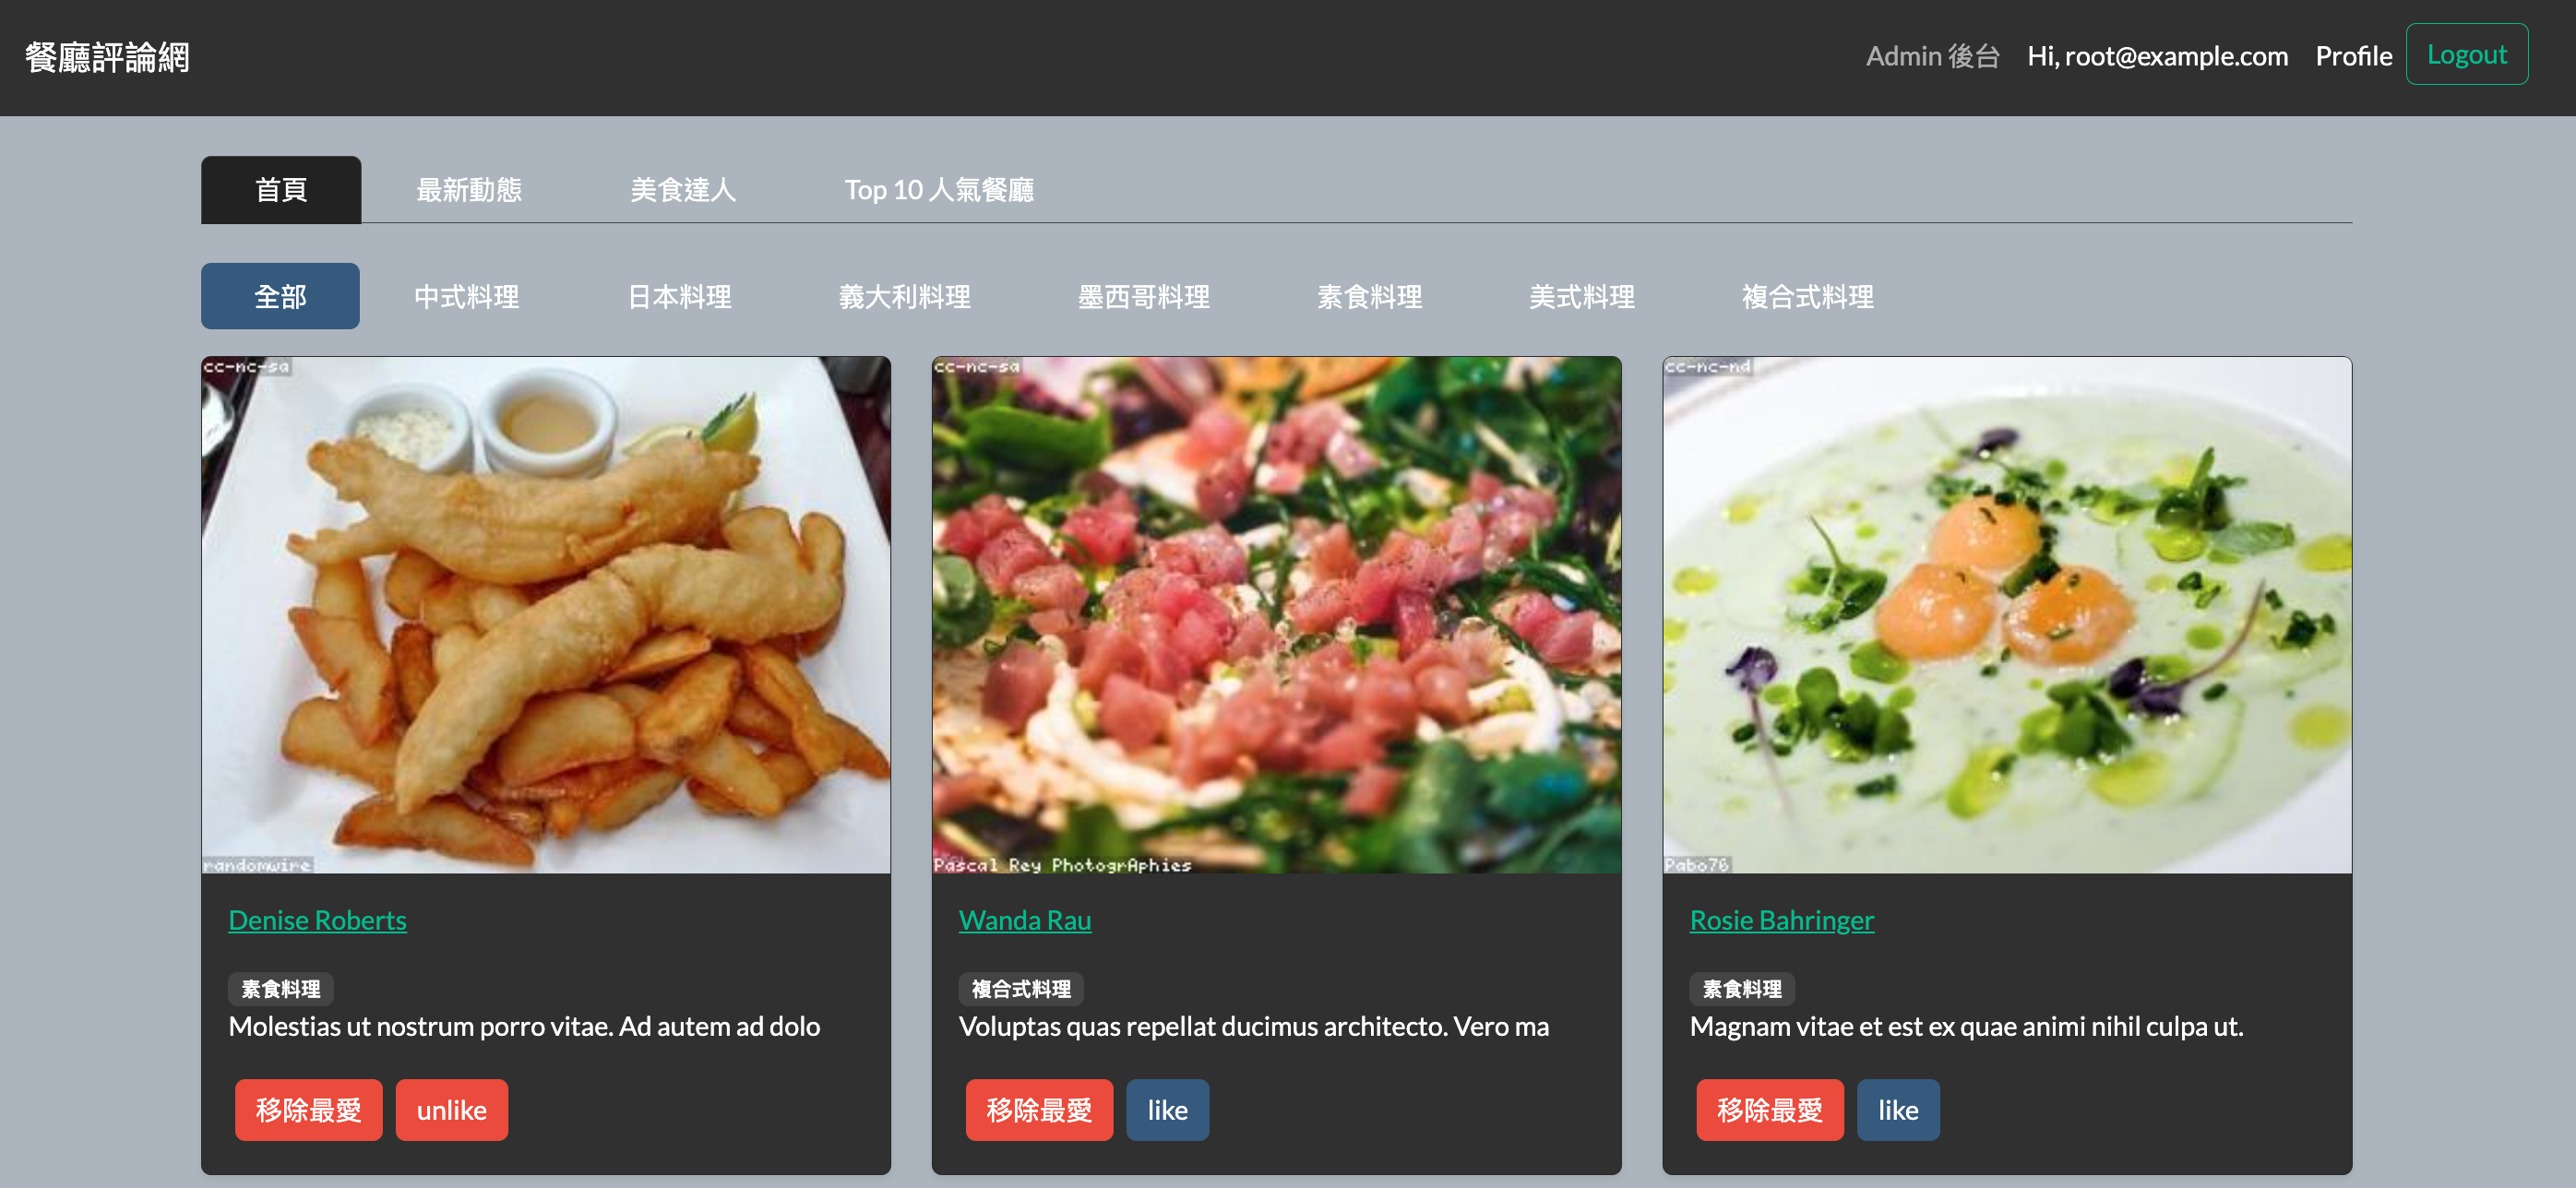 餐廳評論網
Admin 後台 Hi, root@example.com Profile Logout
首頁 最新動態 美食達人 Top 10 人氣餐廳
全部 中式料理 日本料理 義大利料理 墨西哥料理 素食料理 美式料理 複合式料理
cc-nc-sa
randomwire
Denise Roberts
素食料理
Molestias ut nostrum porro vitae. Ad autem ad dolo
移除最愛 unlike
cc-nc-sa
Pascal Rey PhotogrAphies
Wanda Rau
複合式料理
Voluptas quas repellat ducimus architecto. Vero ma
移除最愛 like
cc-nc-nd
Pabo76
Rosie Bahringer
素食料理
Magnam vitae et est ex quae animi nihil culpa ut.
移除最愛 like